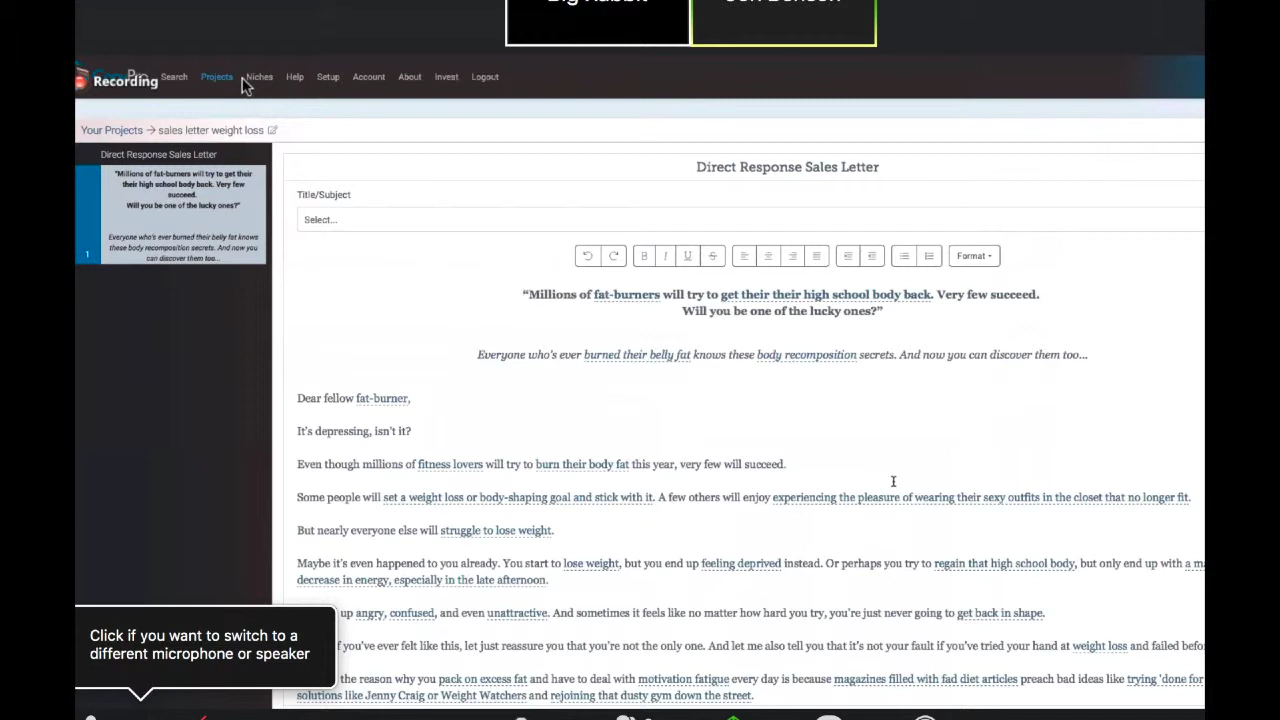 Recording
Search Projects Niches Help Setup Account About Invest Logout
Your Projects → sales letter weight loss
Direct Response Sales Letter
"Millions of fat-burners will try to get their
their high school body back. Very few
succeed.
Will you be one of the lucky ones?"
Everyone who's ever burned their belly fat knows
these body recomposition secrets. And now you
can discover them too...
1
Direct Response Sales Letter
Title/Subject
Select...
B I U S Format
“Millions of fat-burners will try to get their their high school body back. Very few succeed.
Will you be one of the lucky ones?”
Everyone who's ever burned their belly fat knows these body recomposition secrets. And now you can discover them too...
Dear fellow fat-burner,
It's depressing, isn't it?
Even though millions of fitness lovers will try to burn their body fat this year, very few will succeed.
Some people will set a weight loss or body-shaping goal and stick with it. A few others will enjoy experiencing the pleasure of wearing their sexy outfits in the closet that no longer fit.
But nearly everyone else will struggle to lose weight.
Maybe it's even happened to you already. You start to lose weight, but you end up feeling deprived instead. Or perhaps you try to regain that high school body, but only end up with a
decrease in energy, especially in the late afternoon.
up angry, confused, and even unattractive. And sometimes it feels like no matter how hard you try, you're just never going to get back in shape.
if you've ever felt like this, let just reassure you that you're not the only one. And let me also tell you that it's not your fault if you've tried your hand at weight loss and failed
the reason why you pack on excess fat and have to deal with motivation fatigue every day is because magazines filled with fad diet articles preach bad ideas like trying 'done for
solutions like Jenny Craig or Weight Watchers and rejoining that dusty gym down the street.
Click if you want to switch to a
different microphone or speaker